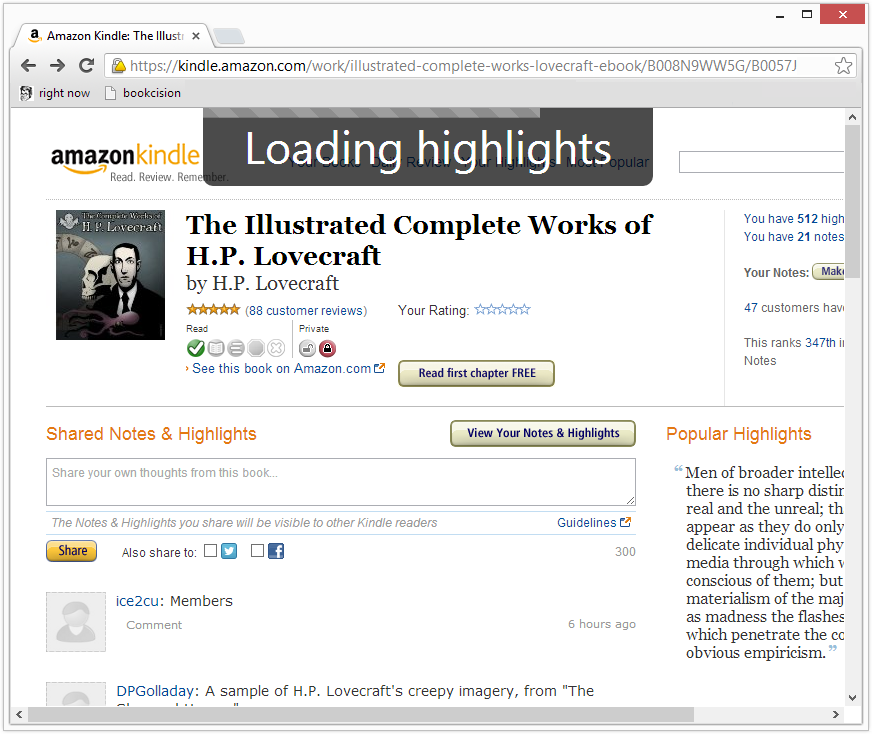 Amazon Kindle: The Illustr
https://kindle.amazon.com/work/illustrated-complete-works-lovecraft-ebook/B008N9WW5G/B0057J
right now
bookcision
Loading highlights
amazonkindle
Read. Review. Remember.
Your Books Daily Review Your Highlights Most Popular
The Complete Works of
H.P. Lovecraft
The Illustrated Complete Works of
H.P. Lovecraft
by H.P. Lovecraft
(88 customer reviews)
Your Rating:
Read
Private
› See this book on Amazon.com
Read first chapter FREE
You have 512 high
You have 21 notes
Your Notes: Make
47 customers have
This ranks 347th in
Notes
Shared Notes & Highlights
View Your Notes & Highlights
Share your own thoughts from this book...
The Notes & Highlights you share will be visible to other Kindle readers
Guidelines
Share
Also share to:
300
ice2cu: Members
Comment
6 hours ago
DPGolladay: A sample of H.P. Lovecraft's creepy imagery, from "The
Popular Highlights
“Men of broader intellec
there is no sharp distin
real and the unreal; th
appear as they do only
delicate individual phy
media through which w
conscious of them; but
materialism of the maj
as madness the flashes
which penetrate the co
obvious empiricism.”